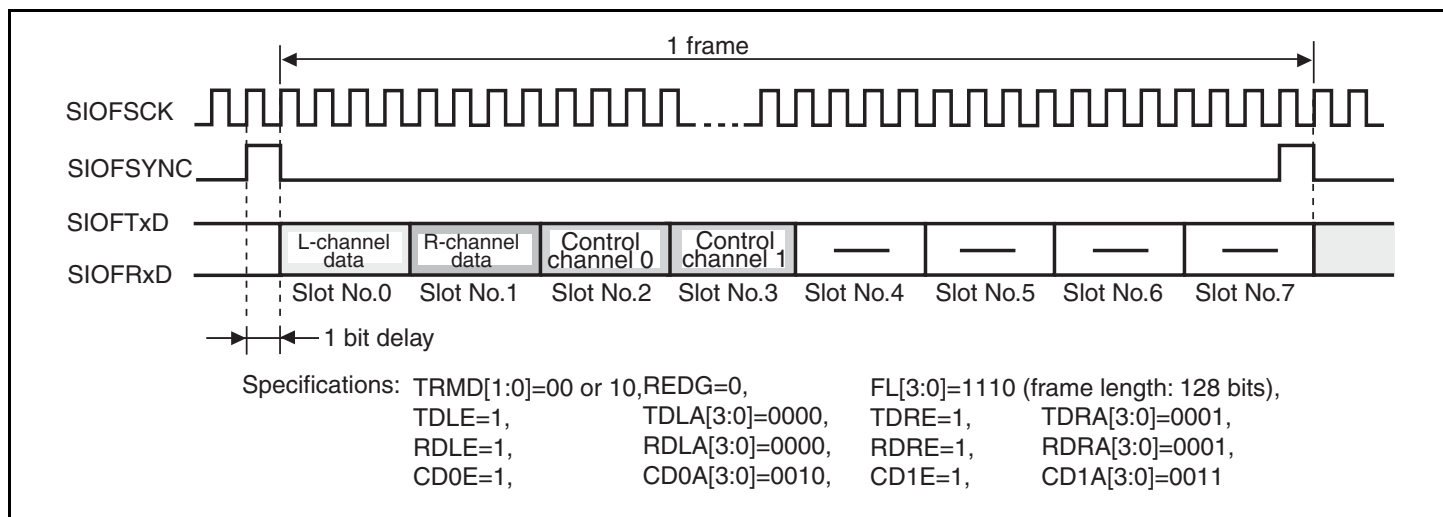 1 frame
SIOFSCK
SIOFSYNC
SIOFTxD
SIOFRxD
L-channel data
R-channel data
Control channel 0
Control channel 1
Slot No.0 Slot No.1 Slot No.2 Slot No.3 Slot No.4 Slot No.5 Slot No.6 Slot No.7
1 bit delay
Specifications: TRMD[1:0]=00 or 10, REDG=0, FL[3:0]=1110 (frame length: 128 bits),
TDLE=1, TDLA[3:0]=0000, TDRE=1, TDRA[3:0]=0001,
RDLE=1, RDLA[3:0]=0000, RDRE=1, RDRA[3:0]=0001,
CD0E=1, CD0A[3:0]=0010, CD1E=1, CD1A[3:0]=0011